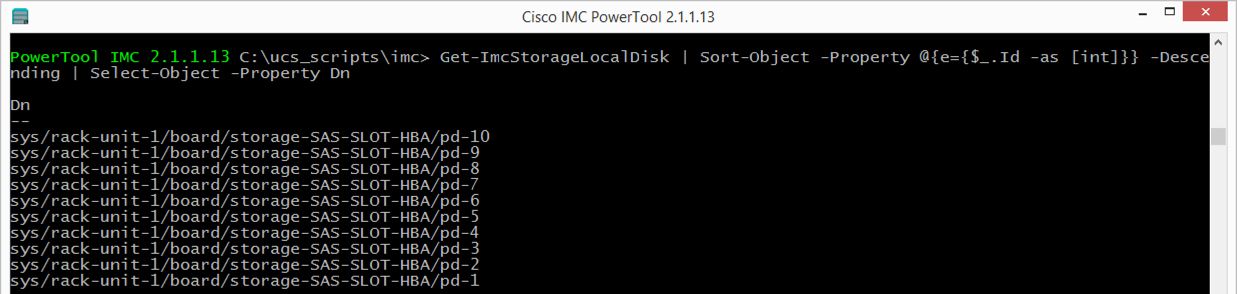 Cisco IMC PowerTool 2.1.1.13
PowerTool IMC 2.1.1.13 C:\ucs_scripts\imc> Get-ImcStorageLocalDisk | Sort-Object -Property @{e={$_.Id -as [int]}} -Desce
nding | Select-Object -Property Dn
Dn
--
sys/rack-unit-1/board/storage-SAS-SLOT-HBA/pd-10
sys/rack-unit-1/board/storage-SAS-SLOT-HBA/pd-9
sys/rack-unit-1/board/storage-SAS-SLOT-HBA/pd-8
sys/rack-unit-1/board/storage-SAS-SLOT-HBA/pd-7
sys/rack-unit-1/board/storage-SAS-SLOT-HBA/pd-6
sys/rack-unit-1/board/storage-SAS-SLOT-HBA/pd-5
sys/rack-unit-1/board/storage-SAS-SLOT-HBA/pd-4
sys/rack-unit-1/board/storage-SAS-SLOT-HBA/pd-3
sys/rack-unit-1/board/storage-SAS-SLOT-HBA/pd-2
sys/rack-unit-1/board/storage-SAS-SLOT-HBA/pd-1